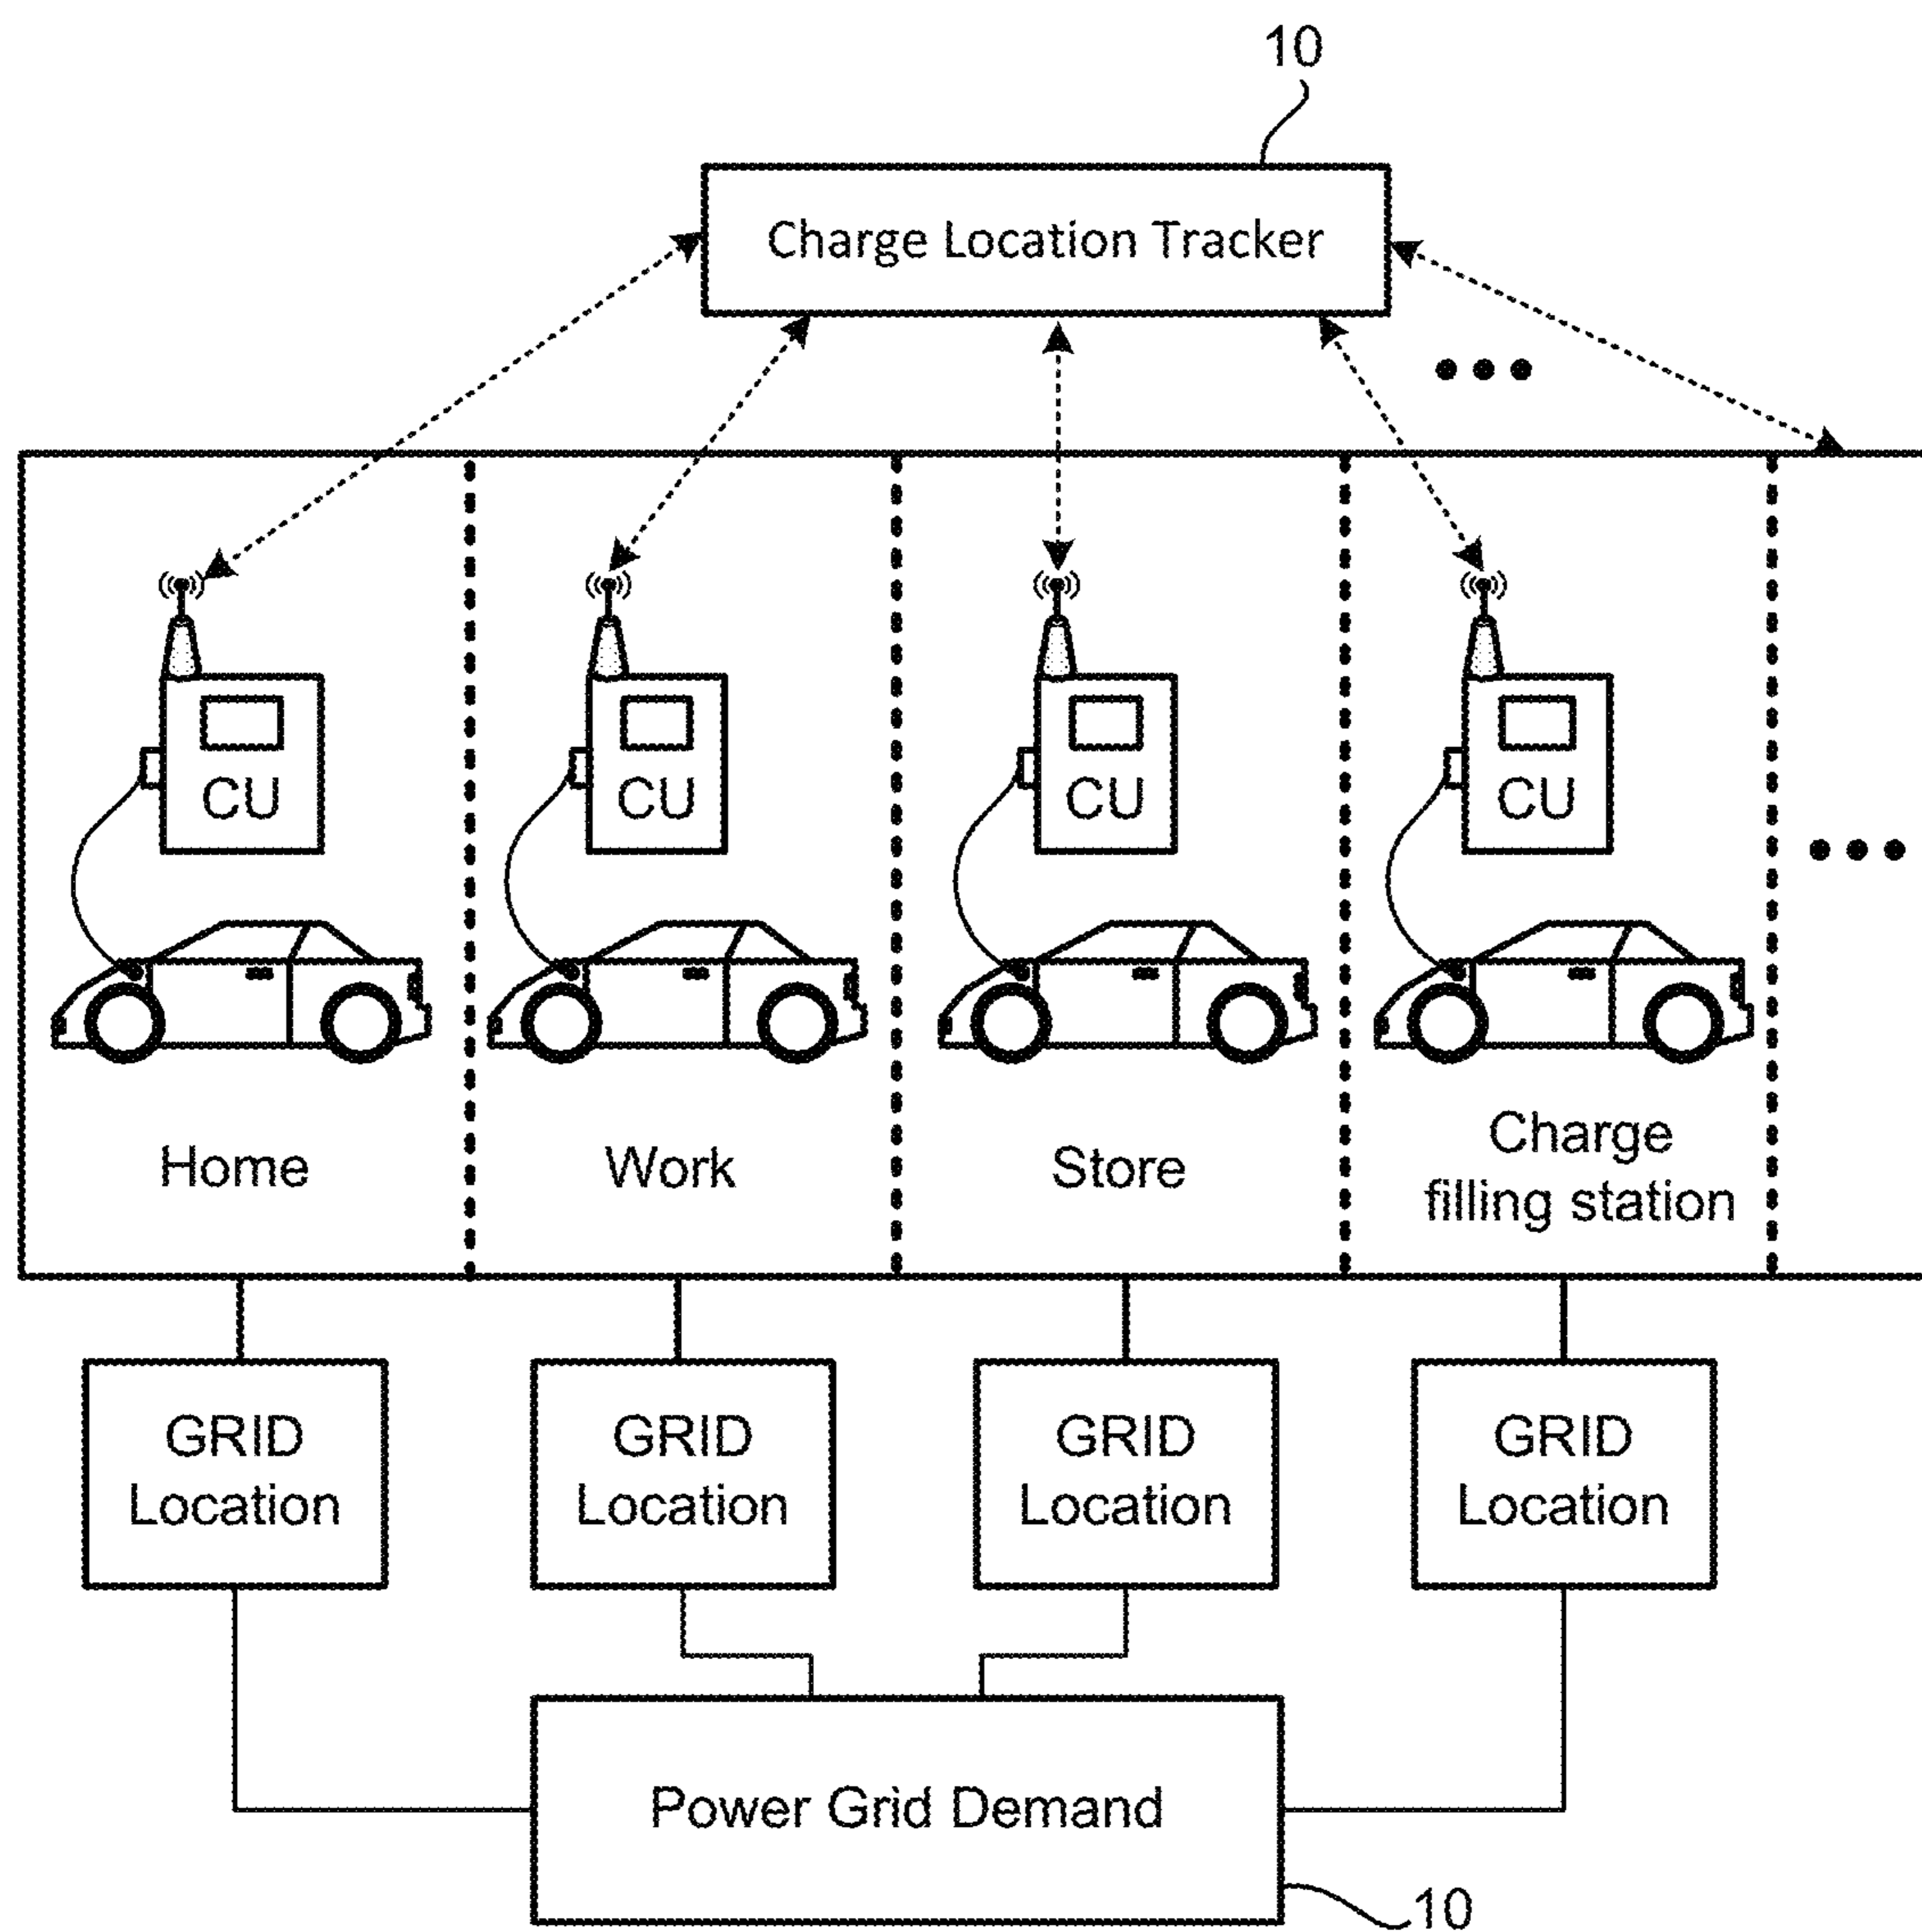 10
Charge Location Tracker
CU
CU
CU
CU
Home
Work
Store
Charge
filling station
GRID
Location
GRID
Location
GRID
Location
GRID
Location
Power Grid Demand
10